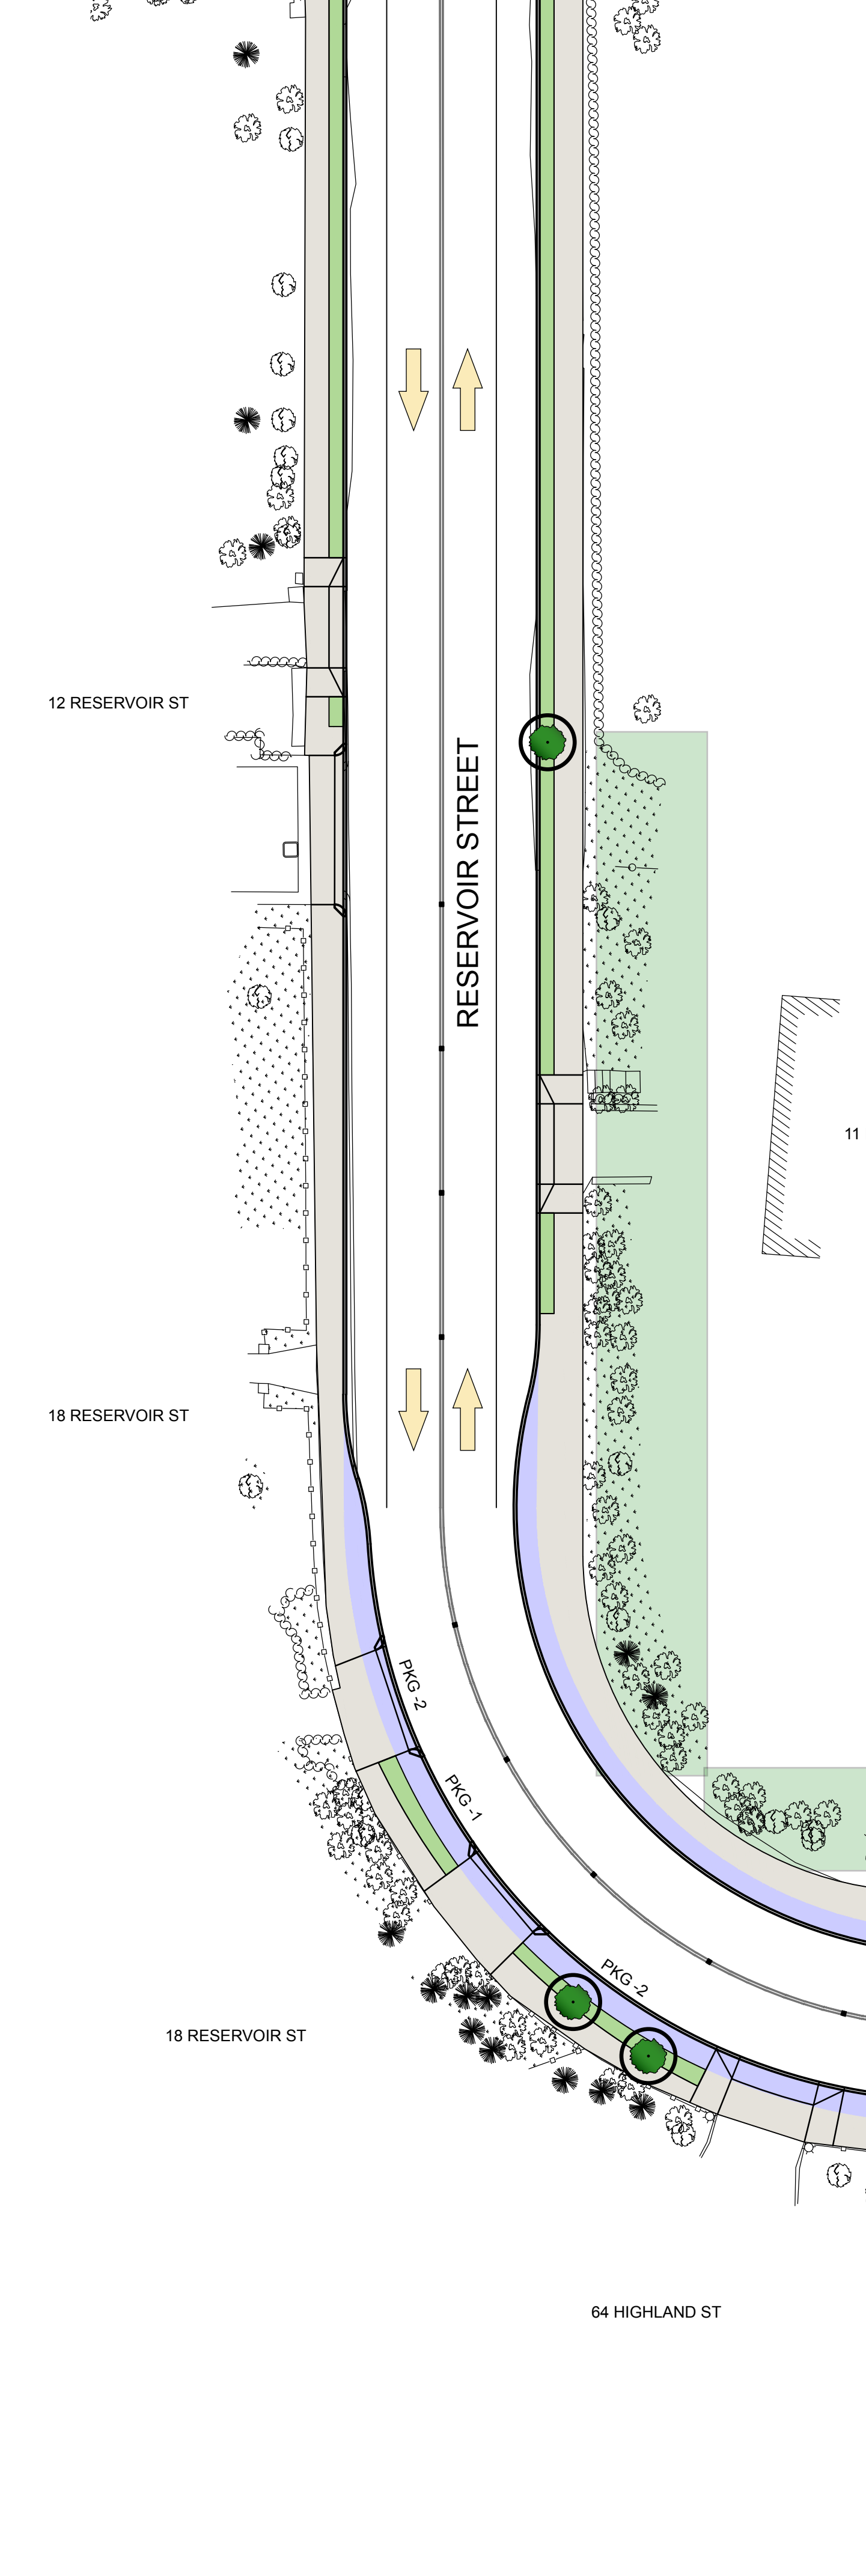 12 RESERVOIR ST
RESERVOIR STREET
11
18 RESERVOIR ST
PKG -2
PKG -1
PKG -2
18 RESERVOIR ST
64 HIGHLAND ST